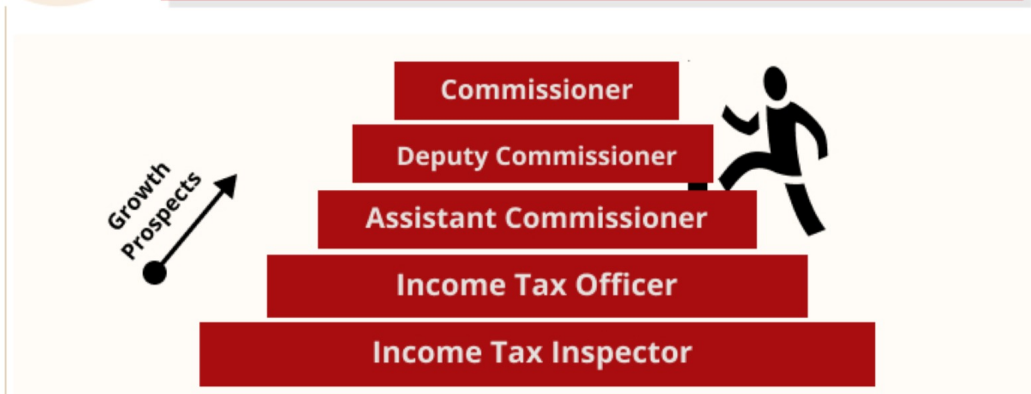 Commissioner
Deputy Commissioner
Growth
Prospects
Assistant Commissioner
Income Tax Officer
Income Tax Inspector